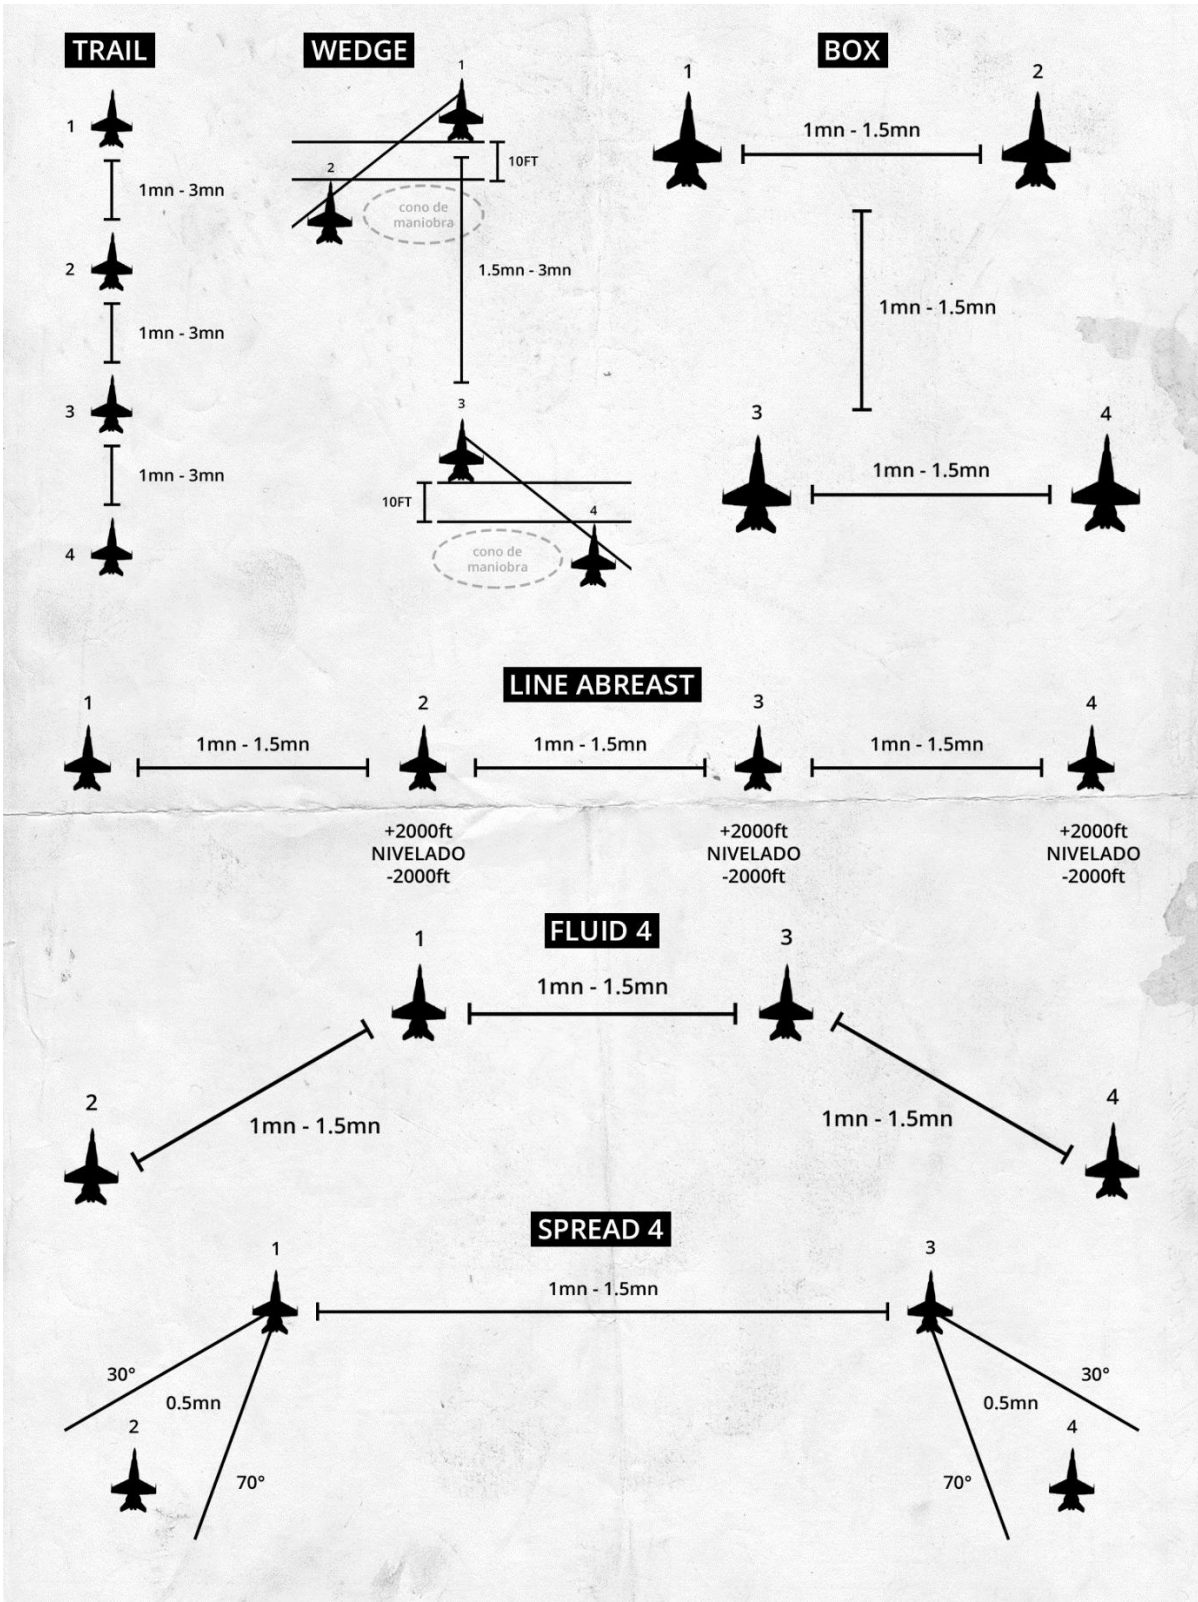 TRAIL
1
1mn - 3mn
2
1mn - 3mn
3
1mn - 3mn
4
WEDGE
1
10FT
2
cono de
maniobra
1.5mn - 3mn
3
10FT
4
cono de
maniobra
BOX
1
2
1mn - 1.5mn
1mn - 1.5mn
3
4
1mn - 1.5mn
LINE ABREAST
1
2
3
4
1mn - 1.5mn
1mn - 1.5mn
1mn - 1.5mn
+2000ft
NIVELADO
-2000ft
+2000ft
NIVELADO
-2000ft
+2000ft
NIVELADO
-2000ft
FLUID 4
1
3
1mn - 1.5mn
2
4
1mn - 1.5mn
1mn - 1.5mn
SPREAD 4
1
3
1mn - 1.5mn
30°
0.5mn
2
70°
30°
0.5mn
4
70°